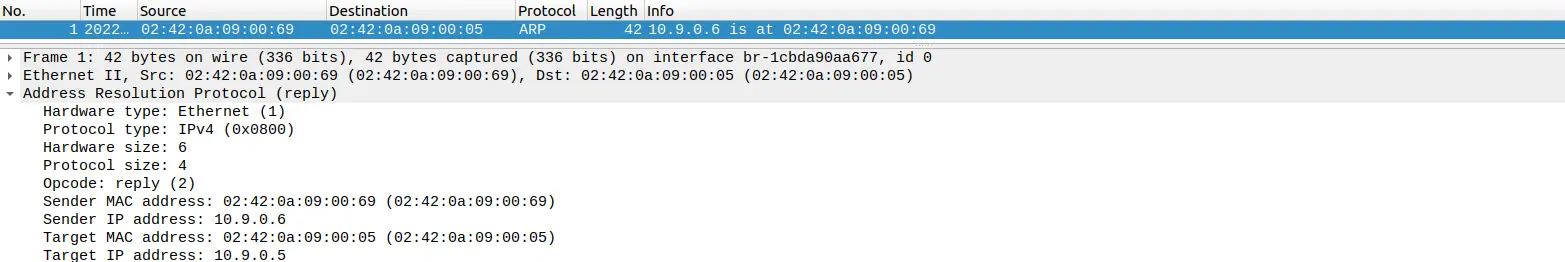 No. Time Source Destination Protocol Length Info
1 2022… 02:42:0a:09:00:69 02:42:0a:09:00:05 ARP 42 10.9.0.6 is at 02:42:0a:09:00:69
Frame 1: 42 bytes on wire (336 bits), 42 bytes captured (336 bits) on interface br-1cbda90aa677, id 0
Ethernet II, Src: 02:42:0a:09:00:69 (02:42:0a:09:00:69), Dst: 02:42:0a:09:00:05 (02:42:0a:09:00:05)
Address Resolution Protocol (reply)
Hardware type: Ethernet (1)
Protocol type: IPv4 (0x0800)
Hardware size: 6
Protocol size: 4
Opcode: reply (2)
Sender MAC address: 02:42:0a:09:00:69 (02:42:0a:09:00:69)
Sender IP address: 10.9.0.6
Target MAC address: 02:42:0a:09:00:05 (02:42:0a:09:00:05)
Target IP address: 10.9.0.5